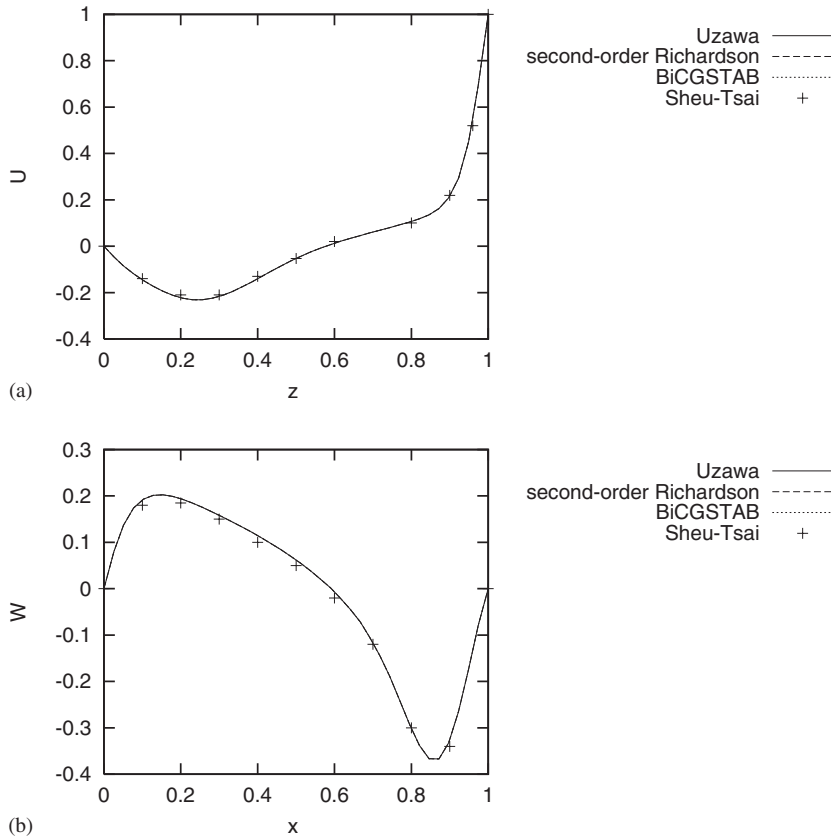 1
0.8
0.6
0.4
0.2
0
-0.2
-0.4
U
0 0.2 0.4 0.6 0.8 1
z
(a)
Uzawa
second-order Richardson
BiCGSTAB
Sheu-Tsai
0.3
0.2
0.1
0
-0.1
-0.2
-0.3
-0.4
W
0 0.2 0.4 0.6 0.8 1
x
(b)
Uzawa
second-order Richardson
BiCGSTAB
Sheu-Tsai